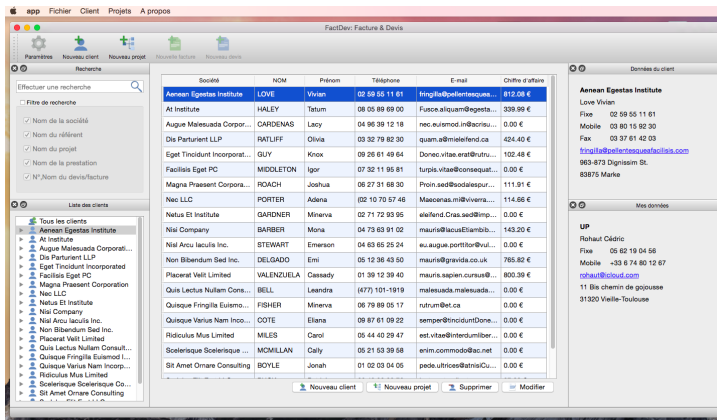 app Fichier Client Projets A propos
FactDev: Facture & Devis
Paramètres Nouveau client Nouveau projet Nouvelle facture Nouveau devis
Recherche
Effectuer une recherche
Filtre de recherche
Nom de la société
Nom du référent
Nom du projet
Nom de la prestation
N°,Nom du devis/facture
Liste des clients
Tous les clients
Aenean Egestas Institute
At Institute
Augue Malesuada Corporati...
Dis Parturient LLP
Eget Tincidunt Incorporated
Facilisis Eget PC
Magna Praesent Corporation
Nec LLC
Netus Et Institute
Nisi Company
Nisl Arcu Iaculis Inc.
Non Bibendum Sed Inc.
Placerat Velit Limited
Quis Lectus Nullam Consult...
Quisque Fringilla Euismod I...
Quisque Varius Nam Incorp...
Ridiculus Mus Limited
Scelerisque Scelerisque Co...
Sit Amet Ornare Consulting
Société NOM Prénom Téléphone E-mail Chiffre d'affaire
Aenean Egestas Institute LOVE Vivian 02 59 55 11 61 fringilla@pellentesquea... 812.08 €
At Institute HALEY Tatum 08 05 89 69 00 Fusce.aliquam@egesta... 339.99 €
Augue Malesuada Corpor... CARDENAS Lacy 04 96 39 12 18 nec.euismod.in@acrisu... 0.00 €
Dis Parturient LLP RATLIFF Olivia 03 32 79 82 30 quam.a@mieleifend.ca 424.40 €
Eget Tincidunt Incorporat... GUY Knox 09 26 61 49 64 Donec.vitae.erat@rutru... 102.48 €
Facilisis Eget PC MIDDLETON Igor 07 32 11 95 81 turpis.vitae@consequat... 0.00 €
Magna Praesent Corpora... ROACH Joshua 06 27 31 68 30 Proin.sed@sodalespur... 111.91 €
Nec LLC PORTER Adena (02 10 70 57 46 Maecenas.mi@viverra.... 114.66 €
Netus Et Institute GARDNER Minerva 02 71 72 93 95 eleifend.Cras.sed@imp... 0.00 €
Nisi Company BARBER Mona 04 73 63 91 02 mauris@lacusEtiambib... 143.20 €
Nisl Arcu Iaculis Inc. STEWART Emerson 04 63 65 25 24 eu.augue.porttitor@vul... 0.00 €
Non Bibendum Sed Inc. DELGADO Emi 05 12 36 43 50 mauris@gravida.co.uk 765.82 €
Placerat Velit Limited VALENZUELA Cassady 01 39 12 39 40 mauris.sapien.cursus@... 800.39 €
Quis Lectus Nullam Cons... BELL Leandra (477) 101-1919 malesuada.malesuada... 0.00 €
Quisque Fringilla Euismo... FISHER Minerva 06 79 89 05 17 rutrum@et.ca 0.00 €
Quisque Varius Nam Inco... COTE Eliana 09 87 61 09 22 semper@tinciduntDone... 0.00 €
Ridiculus Mus Limited MILES Carol 05 44 40 29 47 est.vitae@interdumliber... 0.00 €
Scelerisque Scelerisque ... MCMILLAN Cally 05 21 53 39 58 enim.commodo@ac.net 0.00 €
Sit Amet Ornare Consulting BOYLE Jonah 01 02 03 04 05 pede.ultrices@atnisiCu... 0.00 €
Nouveau client Nouveau projet Supprimer Modifier
Données du client
Aenean Egestas Institute
Love Vivian
Fixe 02 59 55 11 61
Mobile 03 80 15 92 30
Fax 03 37 61 42 03
fringilla@pellentesquefacilisis.com
963-873 Dignissim St.
83875 Marke
Mes données
UP
Rohaut Cédric
Fixe 05 62 19 04 56
Mobile +33 6 74 80 12 67
rohaut@icloud.com
11 Bis chemin de gojousse
31320 Vieille-Toulouse